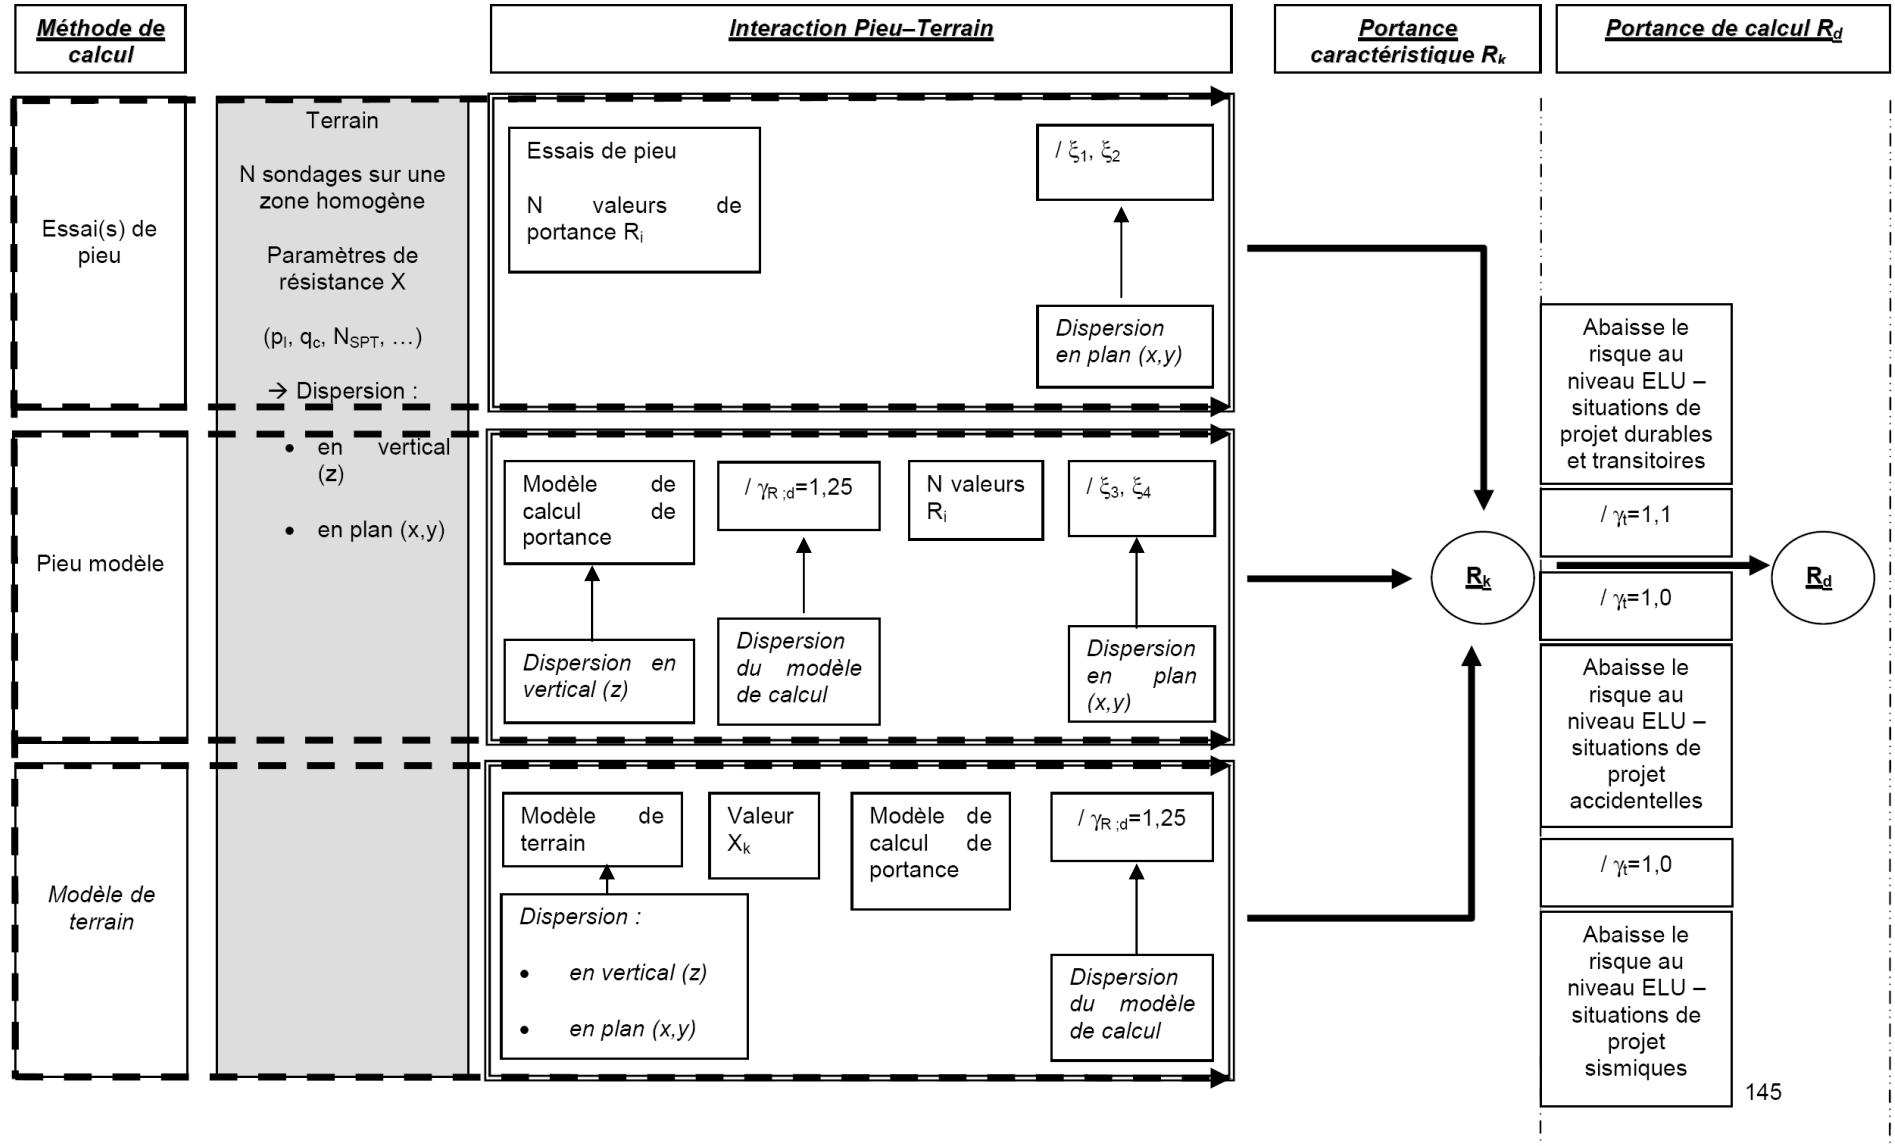 Méthode de
calcul
Interaction Pieu–Terrain
Portance
caractéristique Rk
Portance de calcul Rd
Essai(s) de
pieu
Terrain
N sondages sur une
zone homogène
Paramètres de
résistance X
(pl, qc, NSPT, …)
→ Dispersion :
• en vertical
(z)
• en plan (x,y)
Essais de pieu
N valeurs de
portance Ri
/ ξ1, ξ2
Dispersion
en plan (x,y)
Pieu modèle
Modèle de
calcul de
portance
/ γR ;d=1,25
N valeurs
Ri
/ ξ3, ξ4
Dispersion en
vertical (z)
Dispersion
du modèle
de calcul
Dispersion
en plan
(x,y)
Modèle de
terrain
Modèle de
terrain
Valeur
Xk
Modèle de
calcul de
portance
/ γR ;d=1,25
Dispersion :
• en vertical (z)
• en plan (x,y)
Dispersion
du modèle
de calcul
Rk
Abaisse le
risque au
niveau ELU –
situations de
projet durables
et transitoires
/ γt=1,1
/ γt=1,0
Abaisse le
risque au
niveau ELU –
situations de
projet
accidentelles
/ γt=1,0
Abaisse le
risque au
niveau ELU –
situations de
projet
sismiques
Rd
145